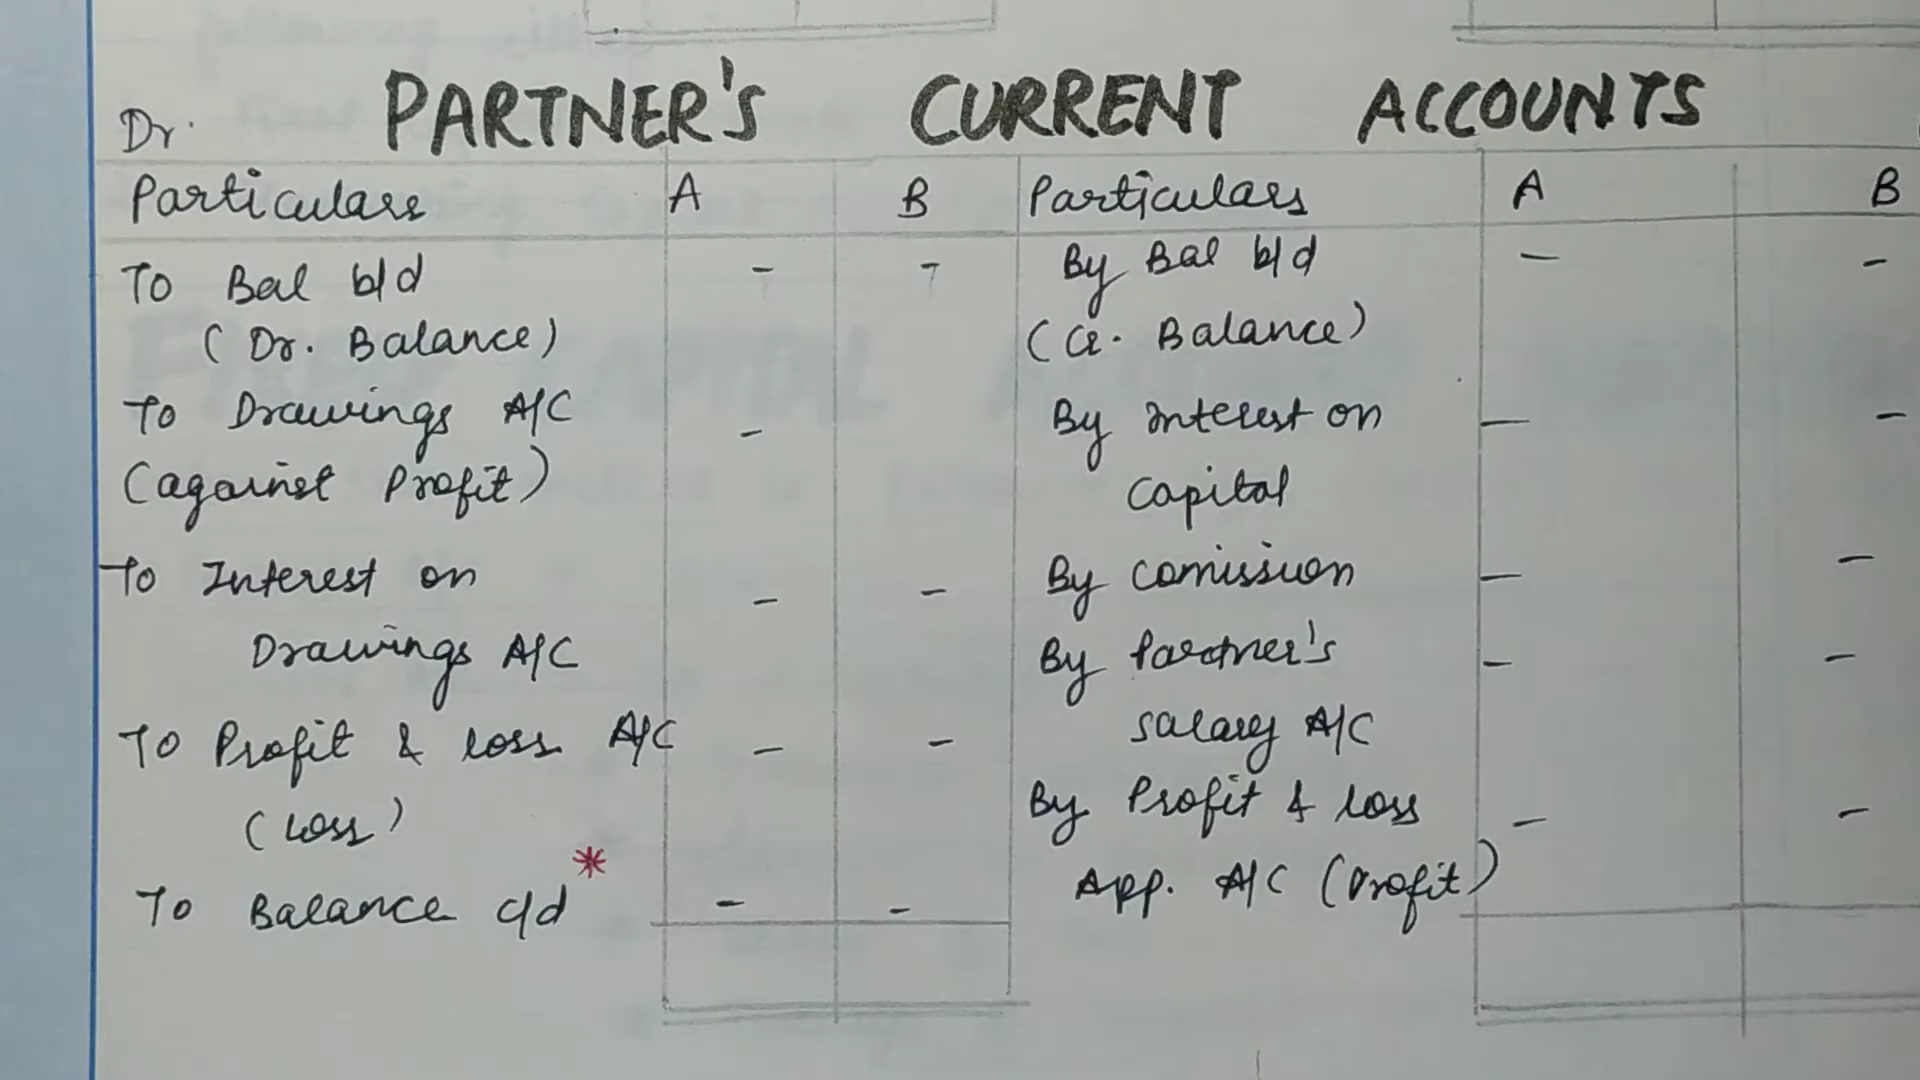 PARTNER'S CURRENT ACCOUNTS
Dr.
Particulars A B Particulars A B
To Bal b/d - - By Bal b/d - -
(Dr. Balance) (Cr. Balance)
To Drawings A/C - By Interest on - -
(against Profit) Capital
To Interest on - - By Comission - -
Drawings A/C By Partner's - -
To Profit & loss A/C - - Salary A/C
(Loss) By Profit & loss - -
To Balance c/d * - - App. A/C (Profit)